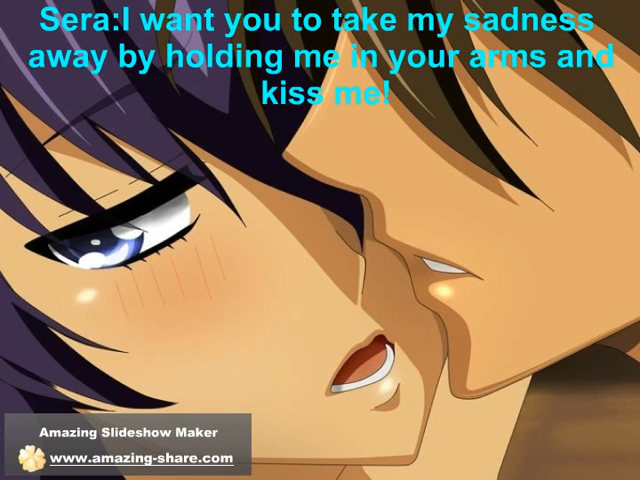 Sera:I want you to take my sadness
away by holding me in your arms and
kiss me!
Amazing Slideshow Maker
www.amazing-share.com